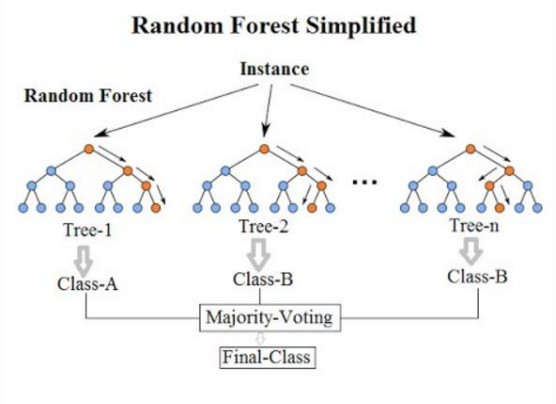 Random Forest Simplified
Instance
Random Forest
...
Tree-1
Tree-2
Tree-n
Class-A
Class-B
Class-B
Majority-Voting
Final-Class